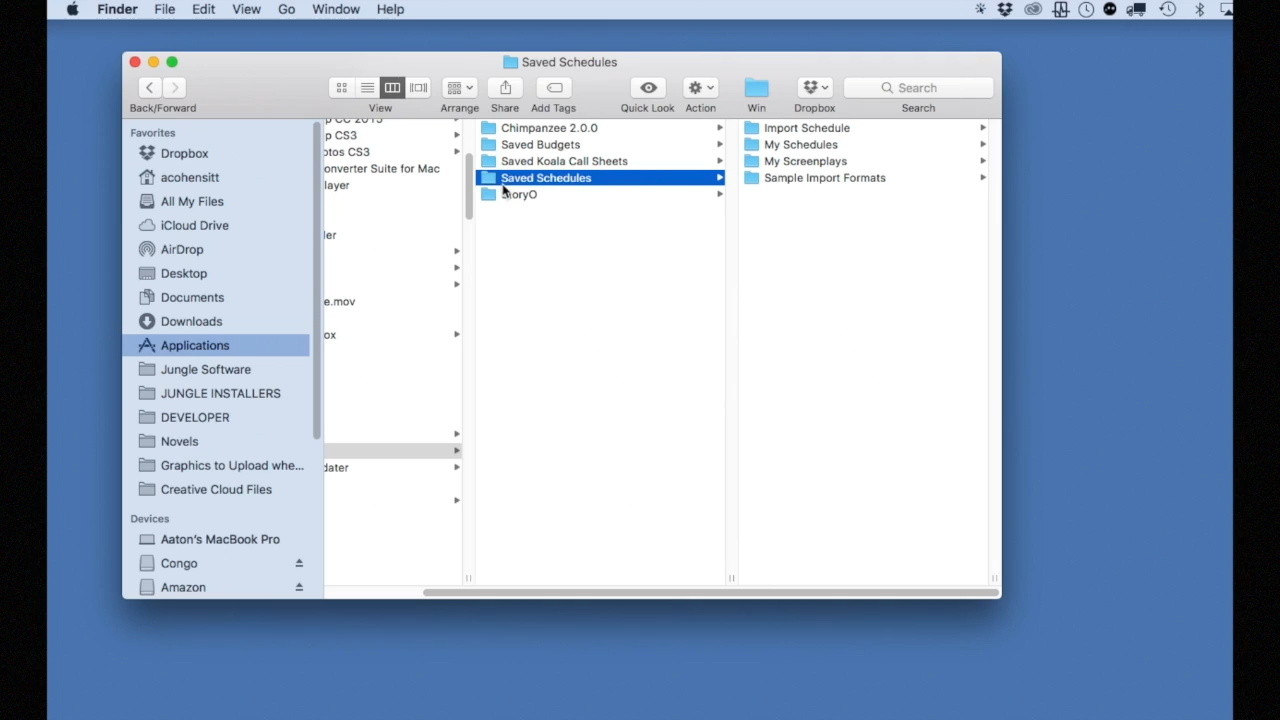 Finder File Edit View Go Window Help
Saved Schedules
Back/Forward View Arrange Share Add Tags Quick Look Action Win Dropbox Search
Search
Favorites
Dropbox
acohensitt
All My Files
iCloud Drive
AirDrop
Desktop
Documents
Downloads
Applications
Jungle Software
JUNGLE INSTALLERS
DEVELOPER
Novels
Graphics to Upload whe...
Creative Cloud Files
Devices
Aaton's MacBook Pro
Congo
Amazon
p CC 2015
p CS3
otos CS3
onverter Suite for Mac
layer
ler
e.mov
ox
dater
Chimpanzee 2.0.0
Saved Budgets
Saved Koala Call Sheets
Saved Schedules
StoryO
Import Schedule
My Schedules
My Screenplays
Sample Import Formats